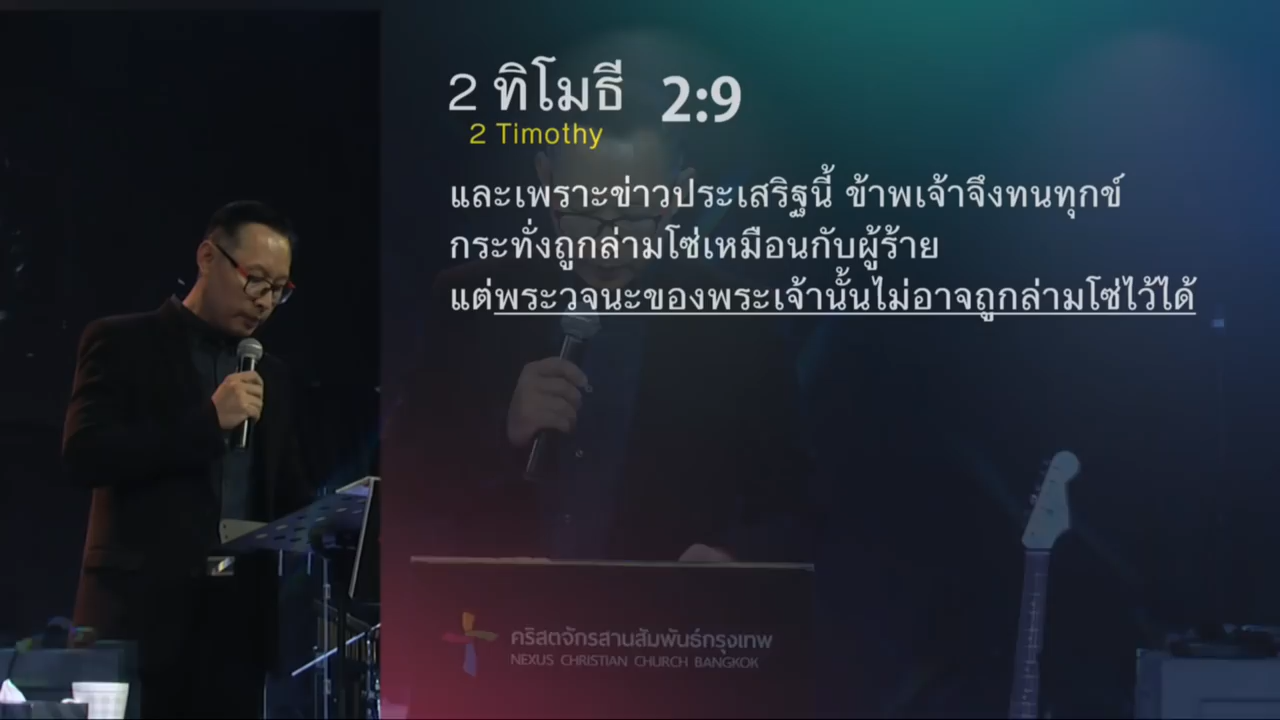 2 ทิโมธี 2:9
2 Timothy
และเพราะข่าวประเสริฐนี้ ข้าพเจ้าจึงทนทุกข์
กระทั่งถูกล่ามโซ่เหมือนกับผู้ร้าย
แต่พระวจนะของพระเจ้านั้นไม่อาจถูกล่ามโซ่ไว้ได้
คริสตจักรสานสัมพันธ์กรุงเทพ
NEXUS CHRISTIAN CHURCH BANGKOK